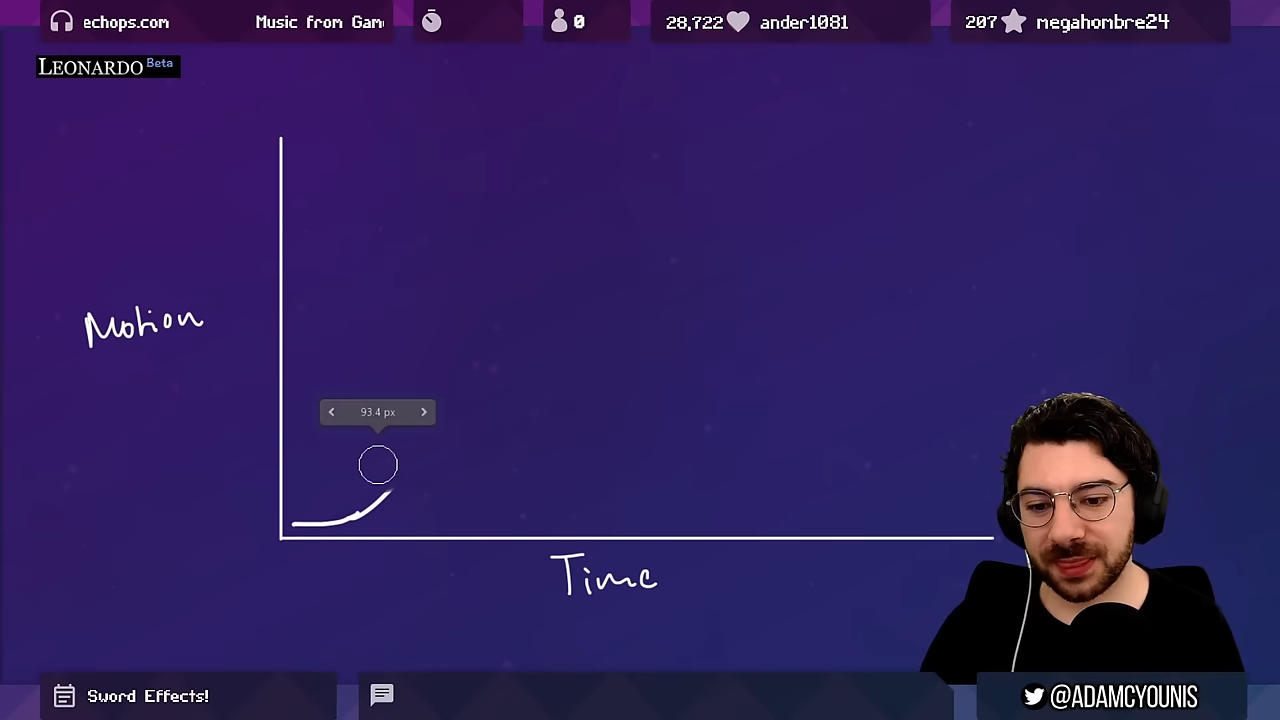 echops.com Music from Gam
0
28,722 ander1081
207 megahombre24
LEONARDO Beta
Motion
93.4 px
Time
Sword Effects!
@ADAMCYOUNIS